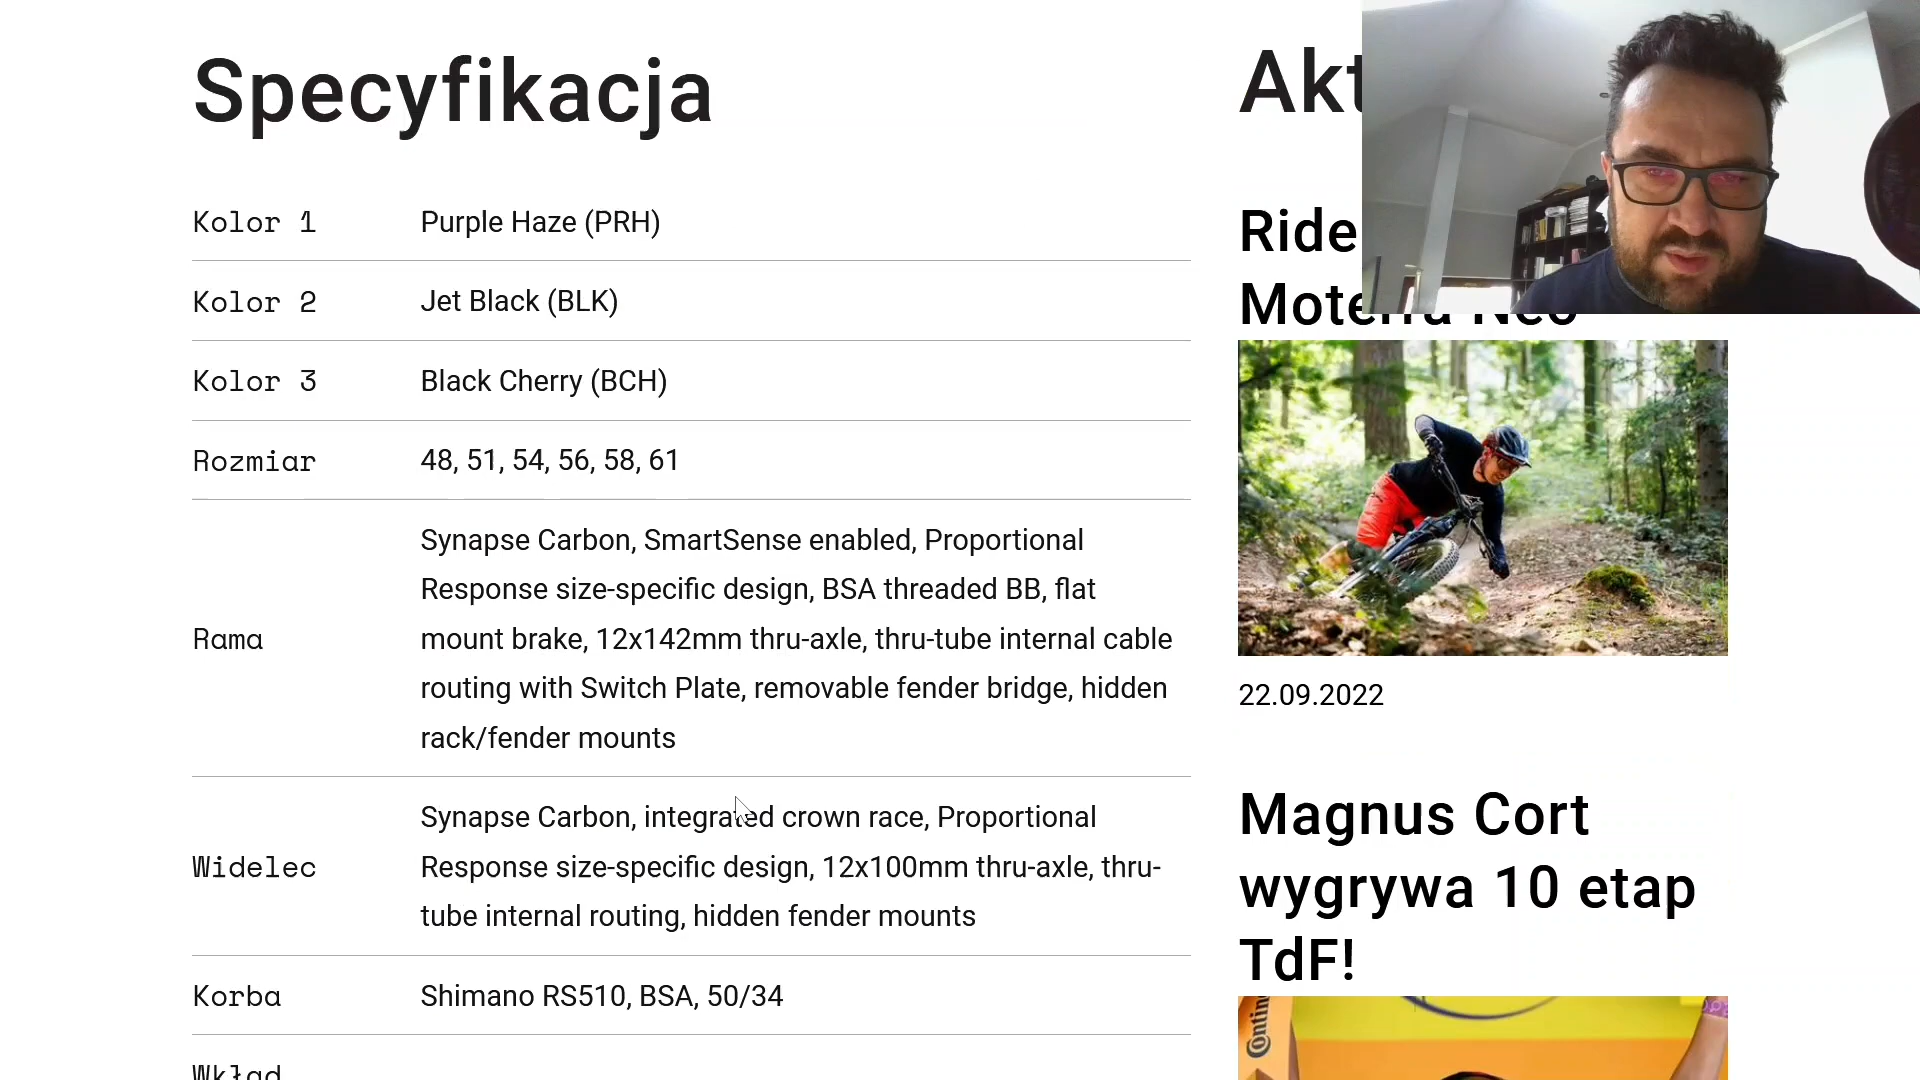 Specyfikacja
Kolor 1 Purple Haze (PRH)
Kolor 2 Jet Black (BLK)
Kolor 3 Black Cherry (BCH)
Rozmiar 48, 51, 54, 56, 58, 61
Rama Synapse Carbon, SmartSense enabled, Proportional
Response size-specific design, BSA threaded BB, flat
mount brake, 12x142mm thru-axle, thru-tube internal cable
routing with Switch Plate, removable fender bridge, hidden
rack/fender mounts
Widelec Synapse Carbon, integrated crown race, Proportional
Response size-specific design, 12x100mm thru-axle, thru-
tube internal routing, hidden fender mounts
Korba Shimano RS510, BSA, 50/34
Wkład
Ride
Moterra Neo
22.09.2022
Magnus Cort
wygrywa 10 etap
TdF!